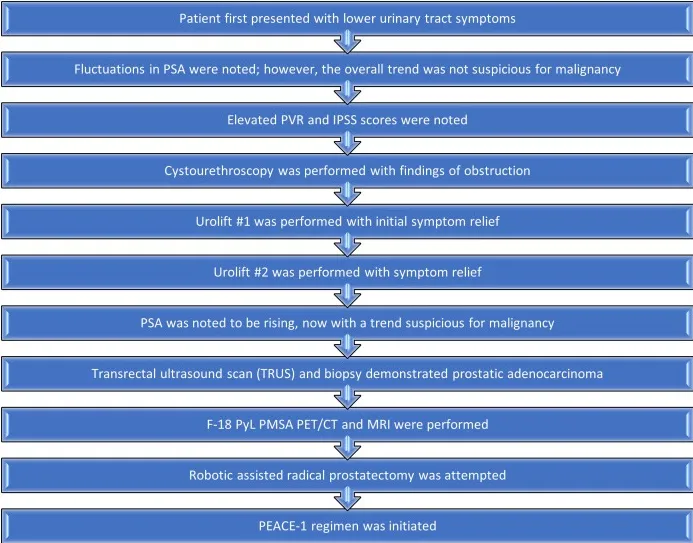 Patient first presented with lower urinary tract symptoms
Fluctuations in PSA were noted; however, the overall trend was not suspicious for malignancy
Elevated PVR and IPSS scores were noted
Cystourethroscopy was performed with findings of obstruction
Urolift #1 was performed with initial symptom relief
Urolift #2 was performed with symptom relief
PSA was noted to be rising, now with a trend suspicious for malignancy
Transrectal ultrasound scan (TRUS) and biopsy demonstrated prostatic adenocarcinoma
F-18 PyL PMSA PET/CT and MRI were performed
Robotic assisted radical prostatectomy was attempted
PEACE-1 regimen was initiated